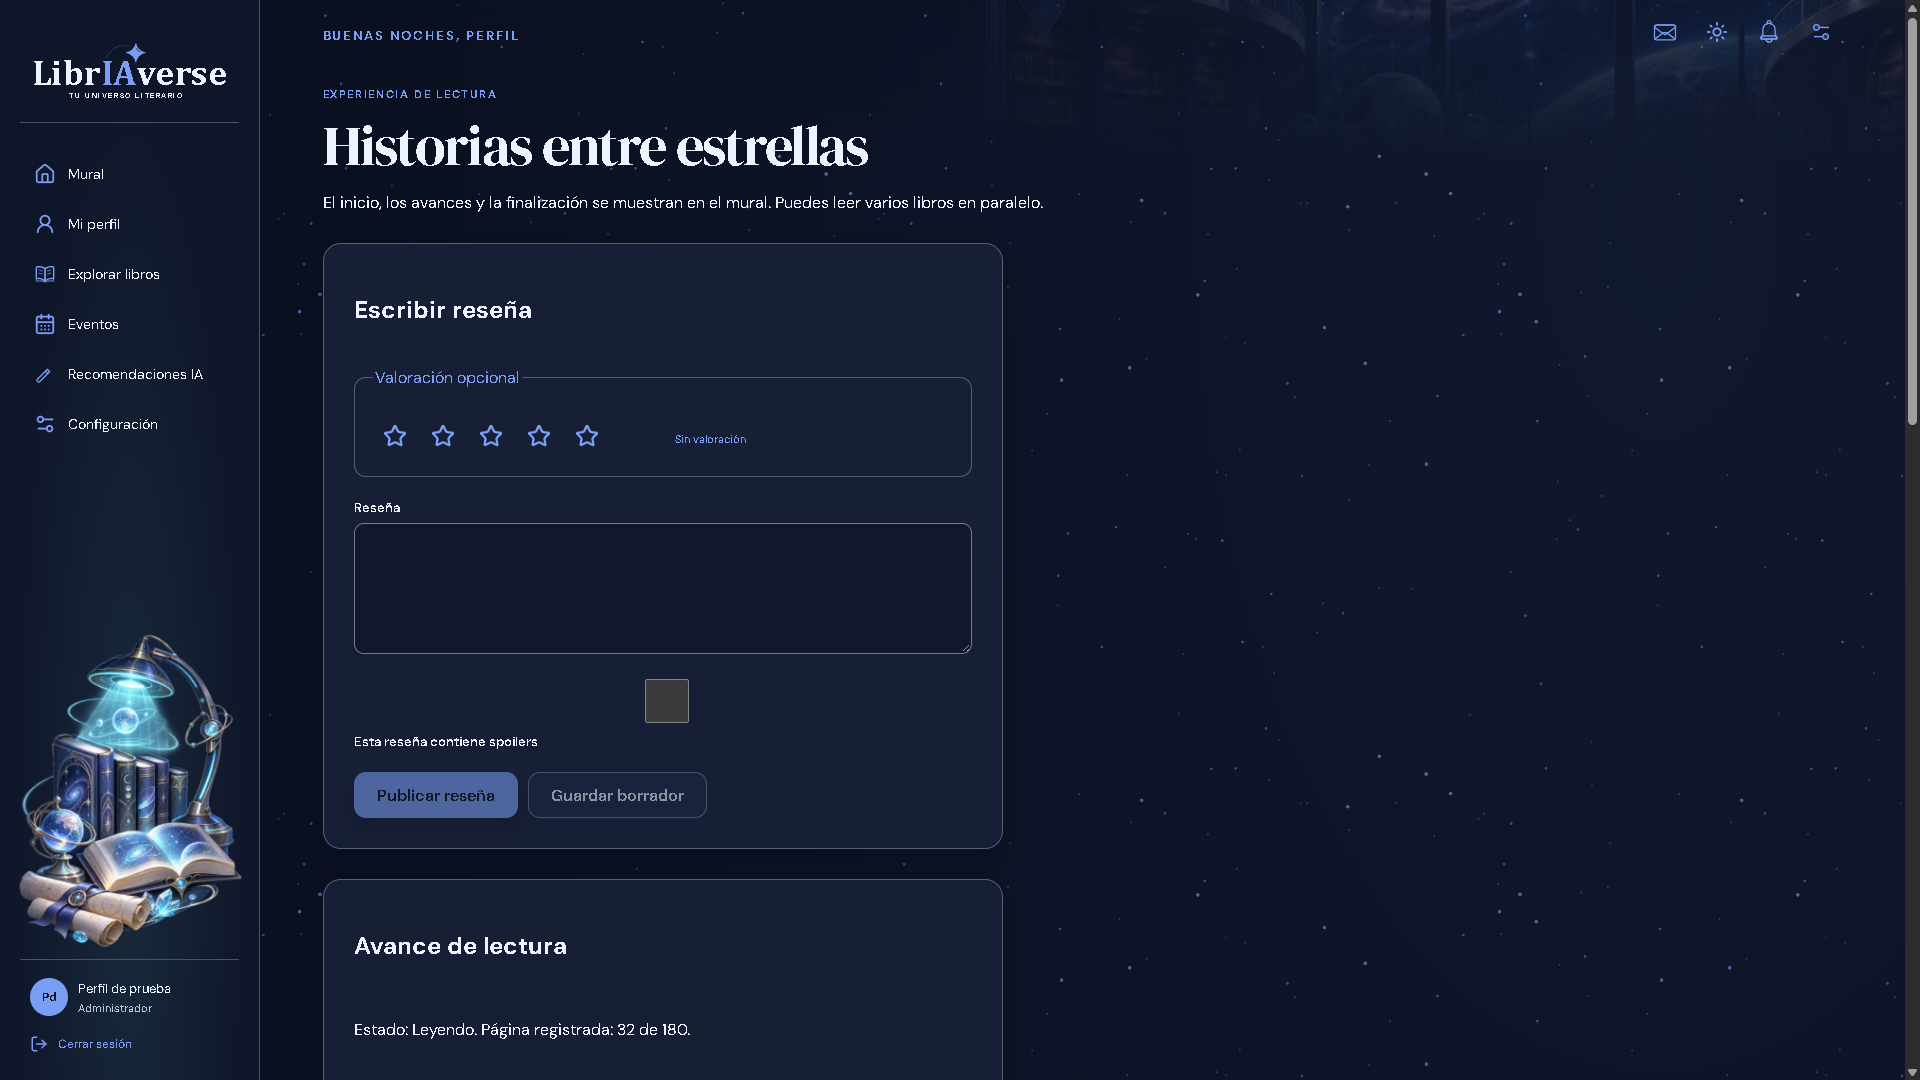 LibrIAverse
TU UNIVERSO LITERARIO
Mural
Mi perfil
Explorar libros
Eventos
Recomendaciones IA
Configuración
Pd
Perfil de prueba
Administrador
Cerrar sesión
BUENAS NOCHES, PERFIL
EXPERIENCIA DE LECTURA
Historias entre estrellas
El inicio, los avances y la finalización se muestran en el mural. Puedes leer varios libros en paralelo.
Escribir reseña
Valoración opcional
Sin valoración
Reseña
Esta reseña contiene spoilers
Publicar reseña
Guardar borrador
Avance de lectura
Estado: Leyendo. Página registrada: 32 de 180.